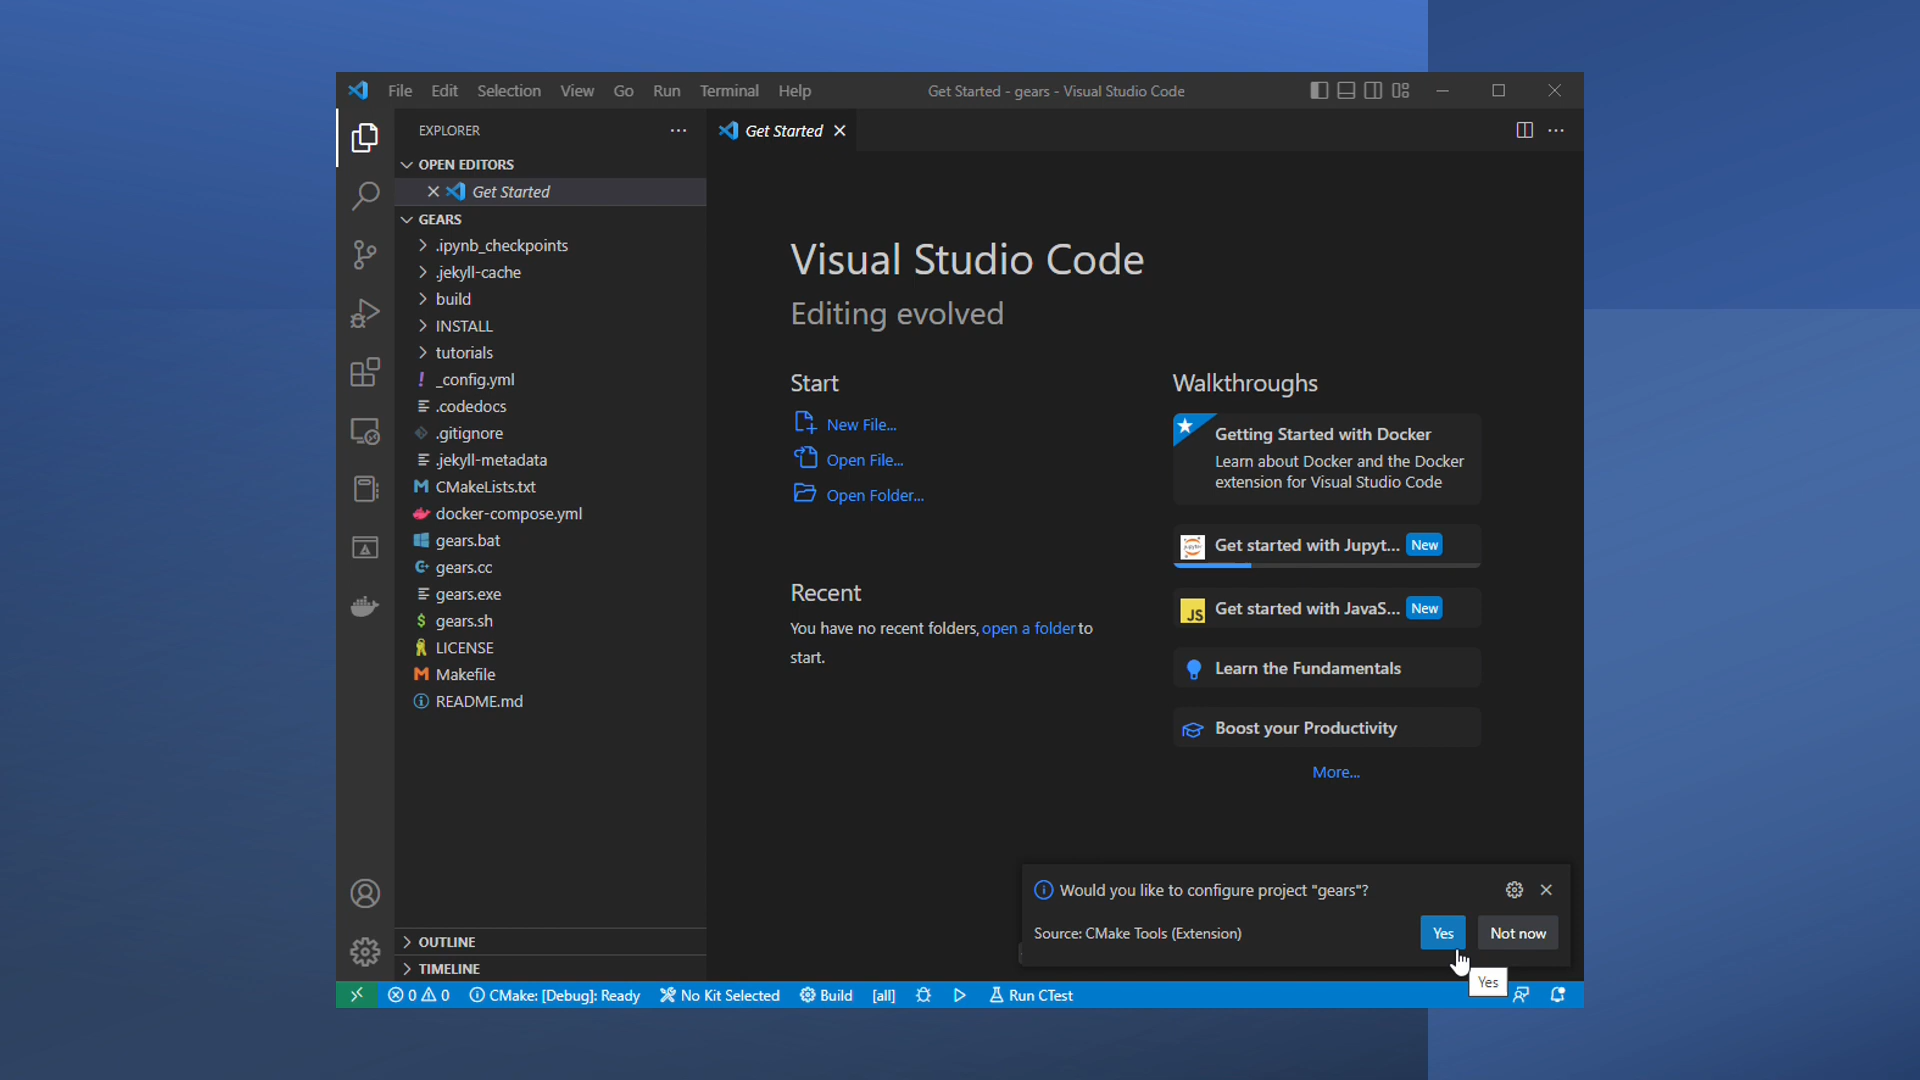 File Edit Selection View Go Run Terminal Help
Get Started - gears - Visual Studio Code
EXPLORER
Get Started
OPEN EDITORS
Get Started
GEARS
.ipynb_checkpoints
.jekyll-cache
build
INSTALL
tutorials
! _config.yml
.codedocs
.gitignore
.jekyll-metadata
M CMakeLists.txt
docker-compose.yml
gears.bat
C+ gears.cc
gears.exe
$ gears.sh
LICENSE
M Makefile
README.md
OUTLINE
TIMELINE
Visual Studio Code
Editing evolved
Start
New File...
Open File...
Open Folder...
Recent
You have no recent folders, open a folder to
start.
Walkthroughs
Getting Started with Docker
Learn about Docker and the Docker
extension for Visual Studio Code
jupyter Get started with Jupyt... New
JS Get started with JavaS... New
Learn the Fundamentals
Boost your Productivity
More...
Would you like to configure project "gears"?
Source: CMake Tools (Extension)
Yes
Not now
Yes
0 0 CMake: [Debug]: Ready No Kit Selected Build [all] Run CTest